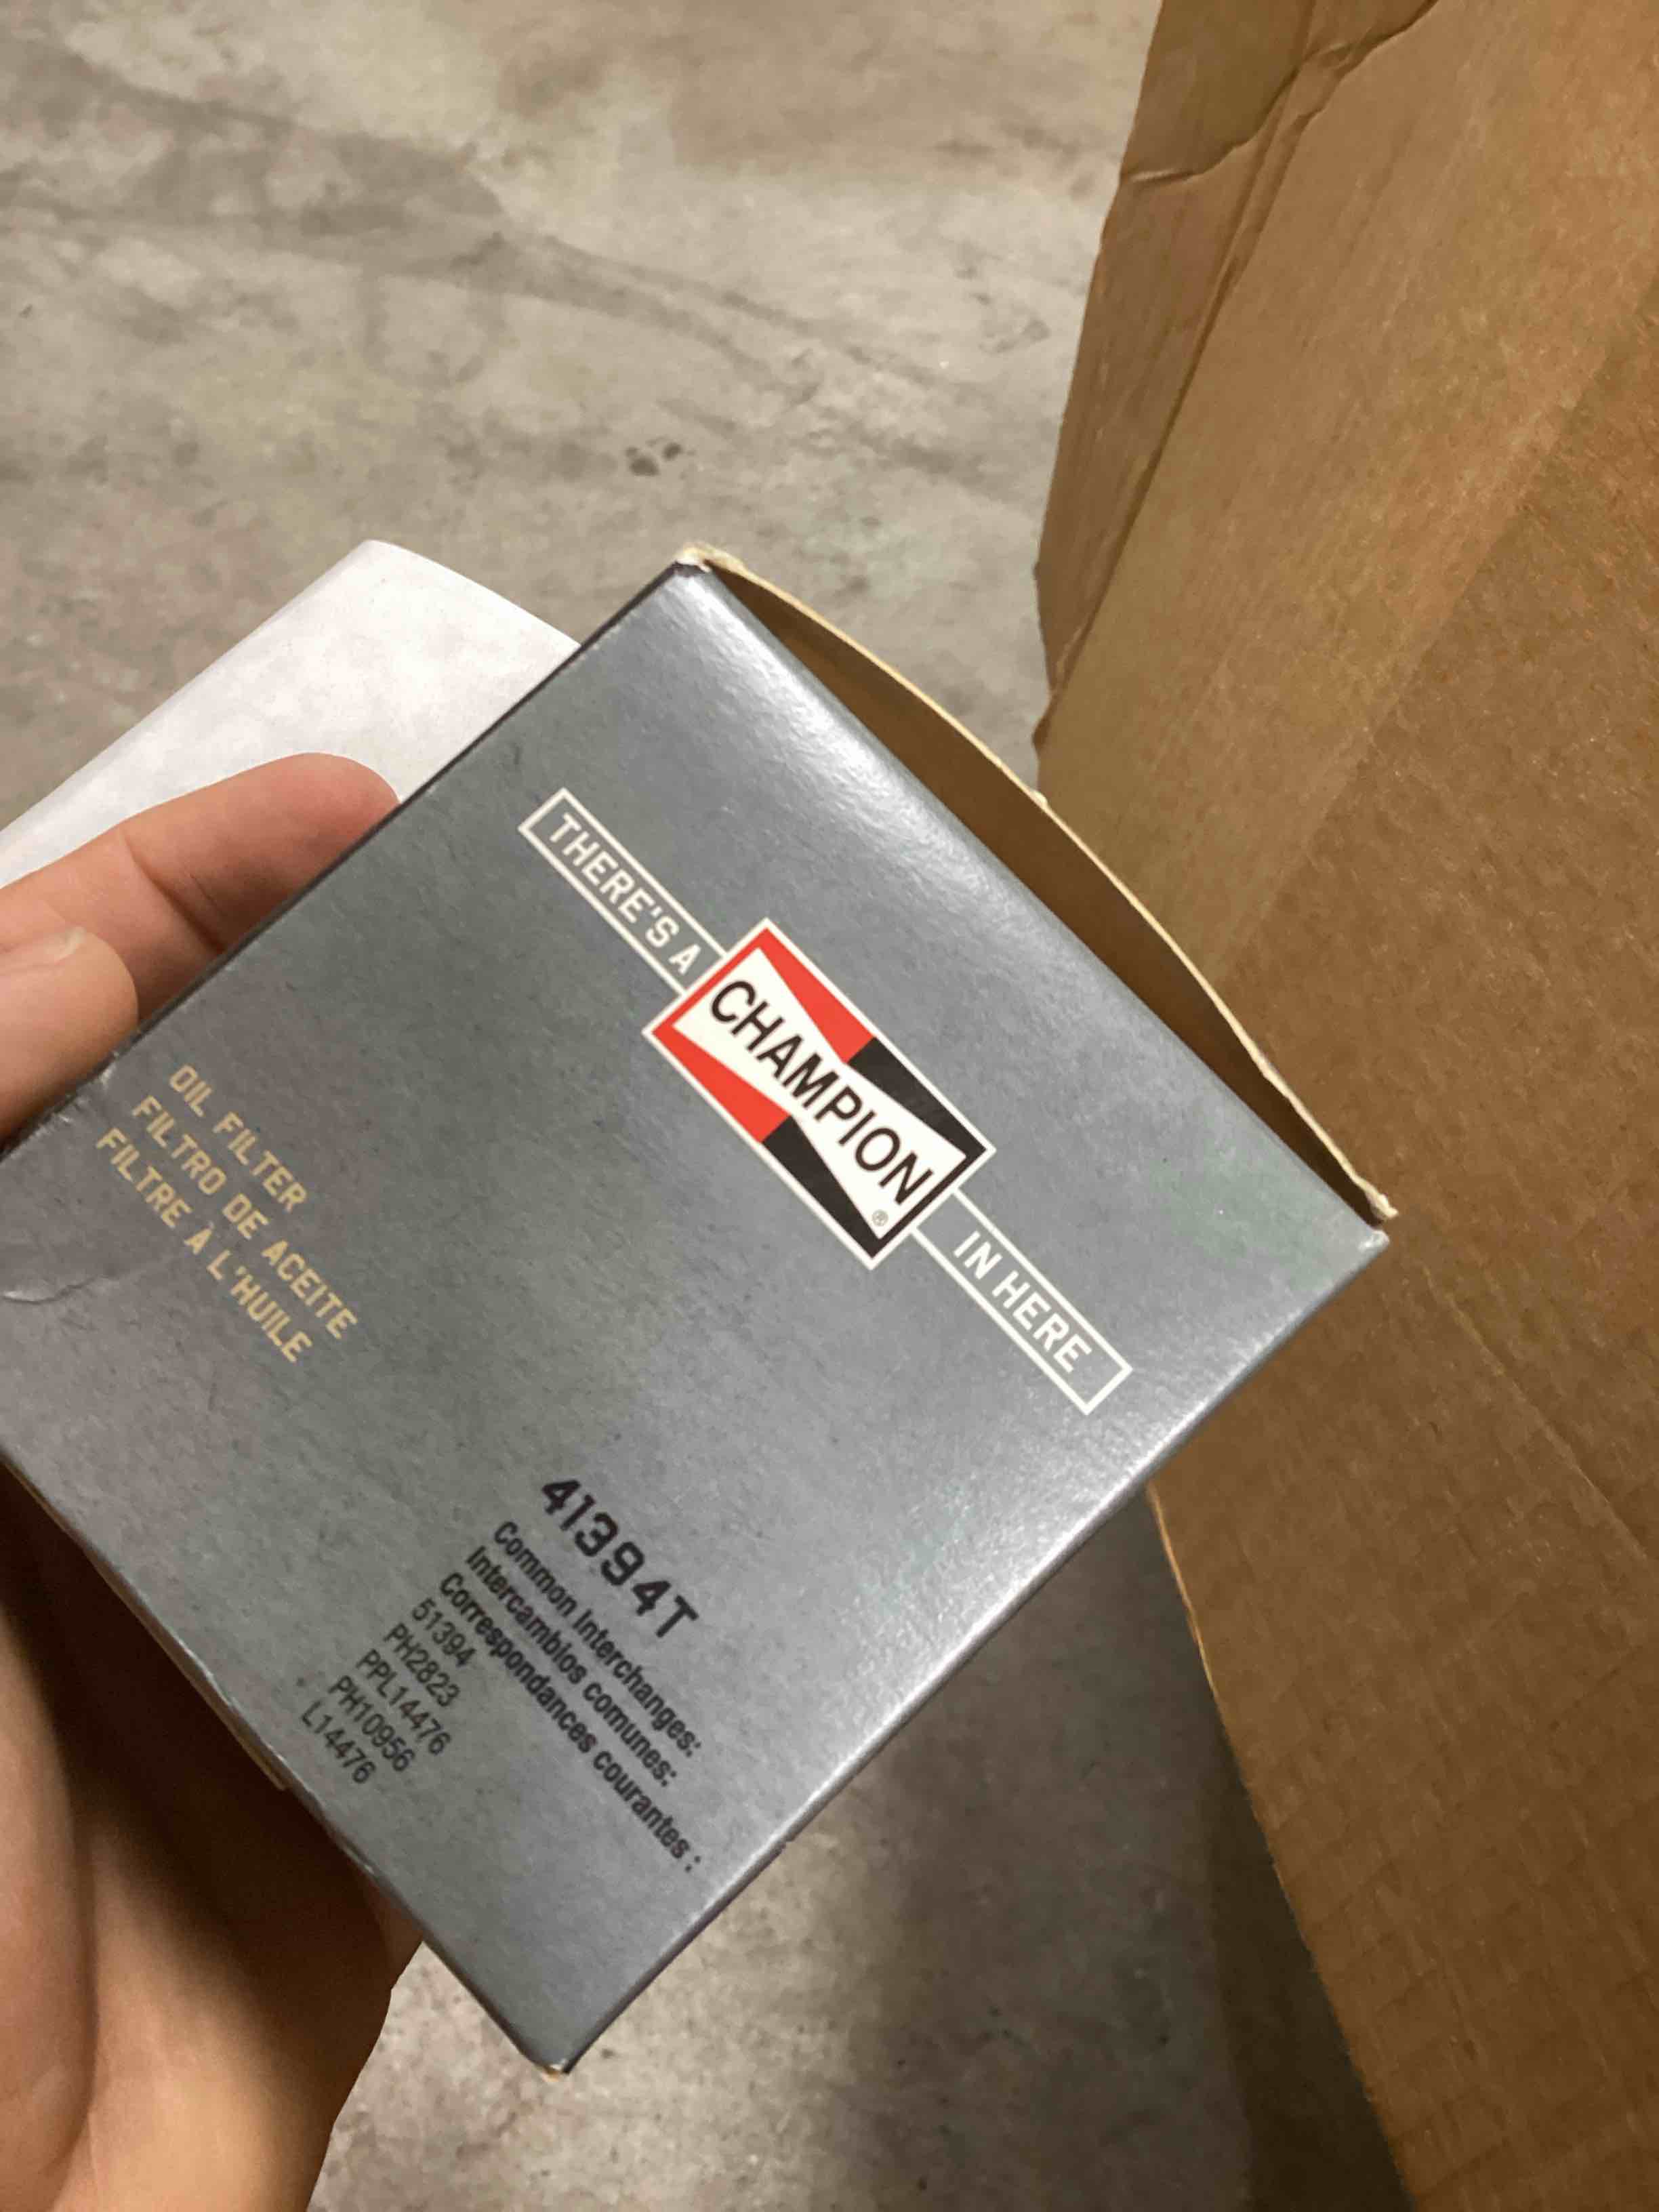 THERE'S A
CHAMPION
®
IN HERE
OIL FILTER
FILTRO DE ACEITE
FILTRE À L'HUILE
41394T
Common Interchanges:
Intercambios comunes:
Correspondances courantes :
51394
PH2823
PPL14476
PH10956
L14476